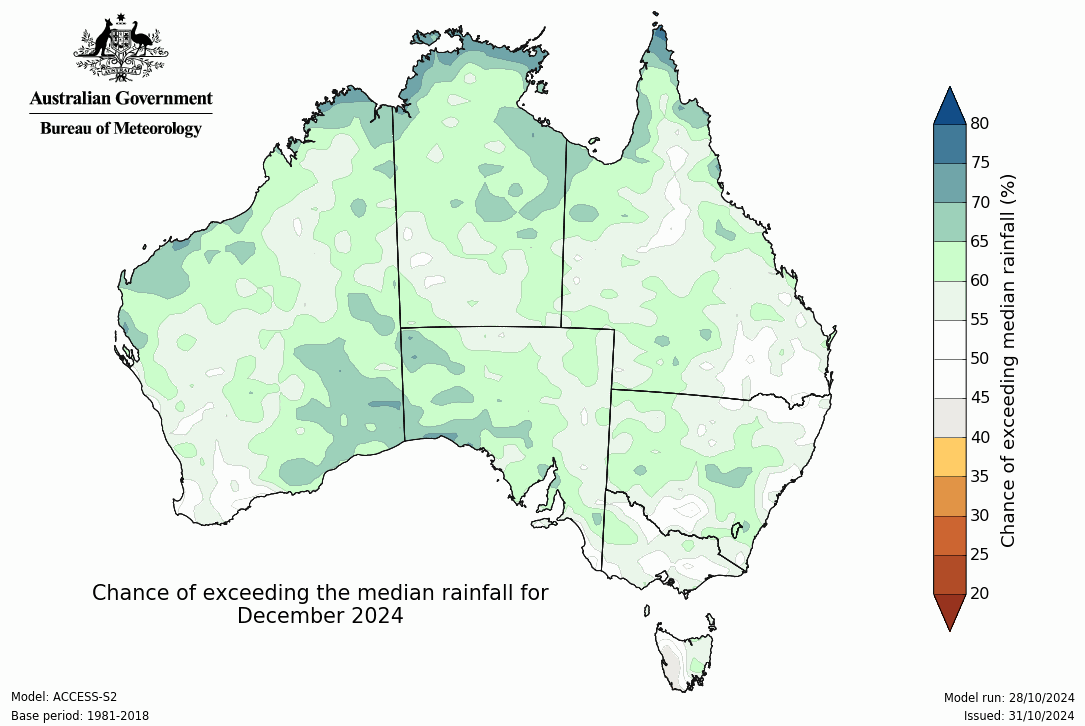 Australian Government
Bureau of Meteorology
80
75
70
65
60
55
50
45
40
35
30
25
20
Chance of exceeding median rainfall (%)
Chance of exceeding the median rainfall for
December 2024
Model: ACCESS-S2
Base period: 1981-2018
Model run: 28/10/2024
Issued: 31/10/2024